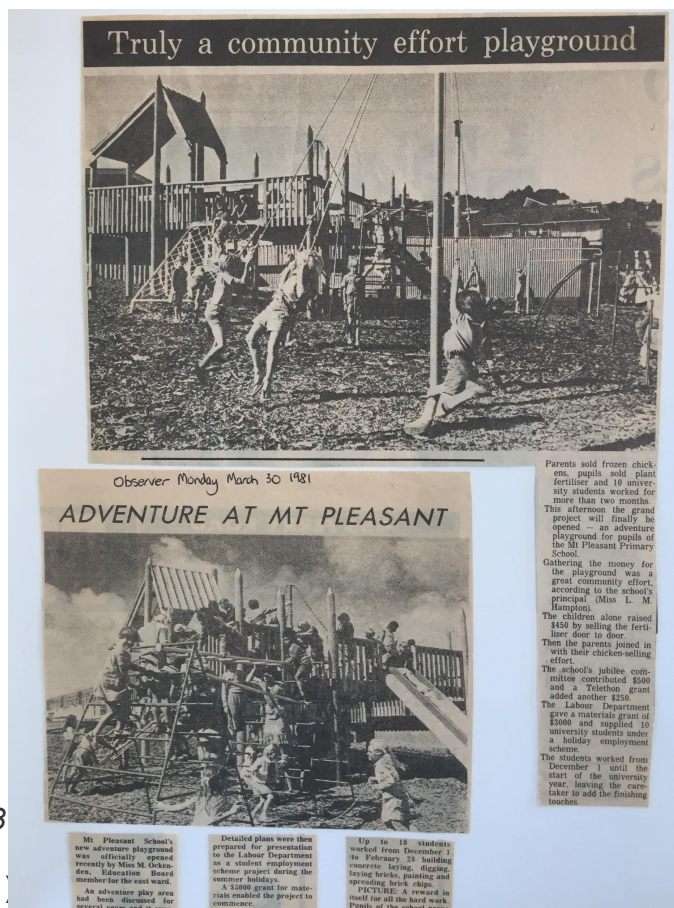 Truly a community effort playground
Parents sold frozen chick-
ens, pupils sold plant
fertiliser and 10 univer-
sity students worked for
more than two months.
This afternoon the grand
project will finally be
opened — an adventure
playground for pupils of
the Mt Pleasant Primary
School.
Gathering the money for
the playground was a
great community effort,
according to the school's
principal (Miss L. M.
Hampton).
The children alone raised
$450 by selling the ferti-
liser door to door.
Then the parents joined in
with their chicken-selling
effort.
The school's jubilee com-
mittee contributed $500
and a Telethon grant
added another $250.
The Labour Department
gave a materials grant of
$3000 and supplied 10
university students under
a holiday employment
scheme.
The students worked from
December 1 until the
start of the university
year, leaving the care-
taker to add the finishing
touches.
Observer Monday March 30 1981
ADVENTURE AT MT PLEASANT
Mt Pleasant School's
new adventure playground
was officially opened
recently by Miss M. Ocken-
den, Education Board
member for the east ward.
An adventure play area
had been discussed for
Detailed plans were then
prepared for presentation
to the Labour Department
as a student employment
scheme project during the
summer holidays.
A $3000 grant for mate-
rials enabled the project to
commence.
Up to 10 students
worked from December 1
to February 28 building
concrete laying, digging,
laying bricks, painting and
spreading brick chips.
PICTURE: A reward in
itself for all the hard work.